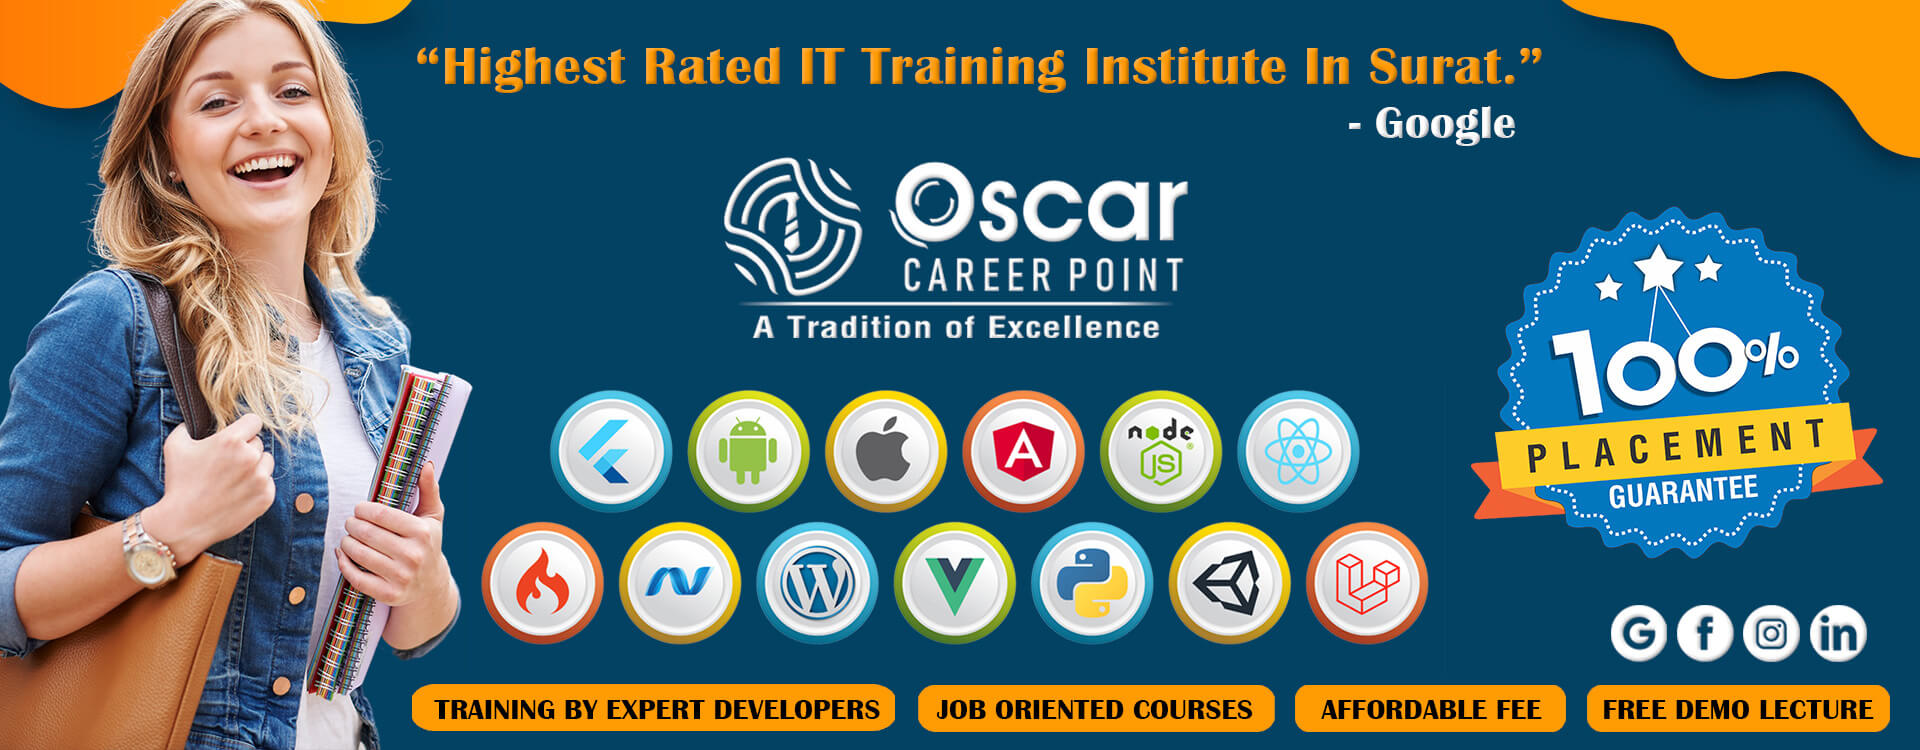 “Highest Rated IT Training Institute In Surat.”
- Google
Oscar
CAREER POINT
A Tradition of Excellence
100%
PLACEMENT
GUARANTEE
node
JS
TRAINING BY EXPERT DEVELOPERS
JOB ORIENTED COURSES
AFFORDABLE FEE
FREE DEMO LECTURE